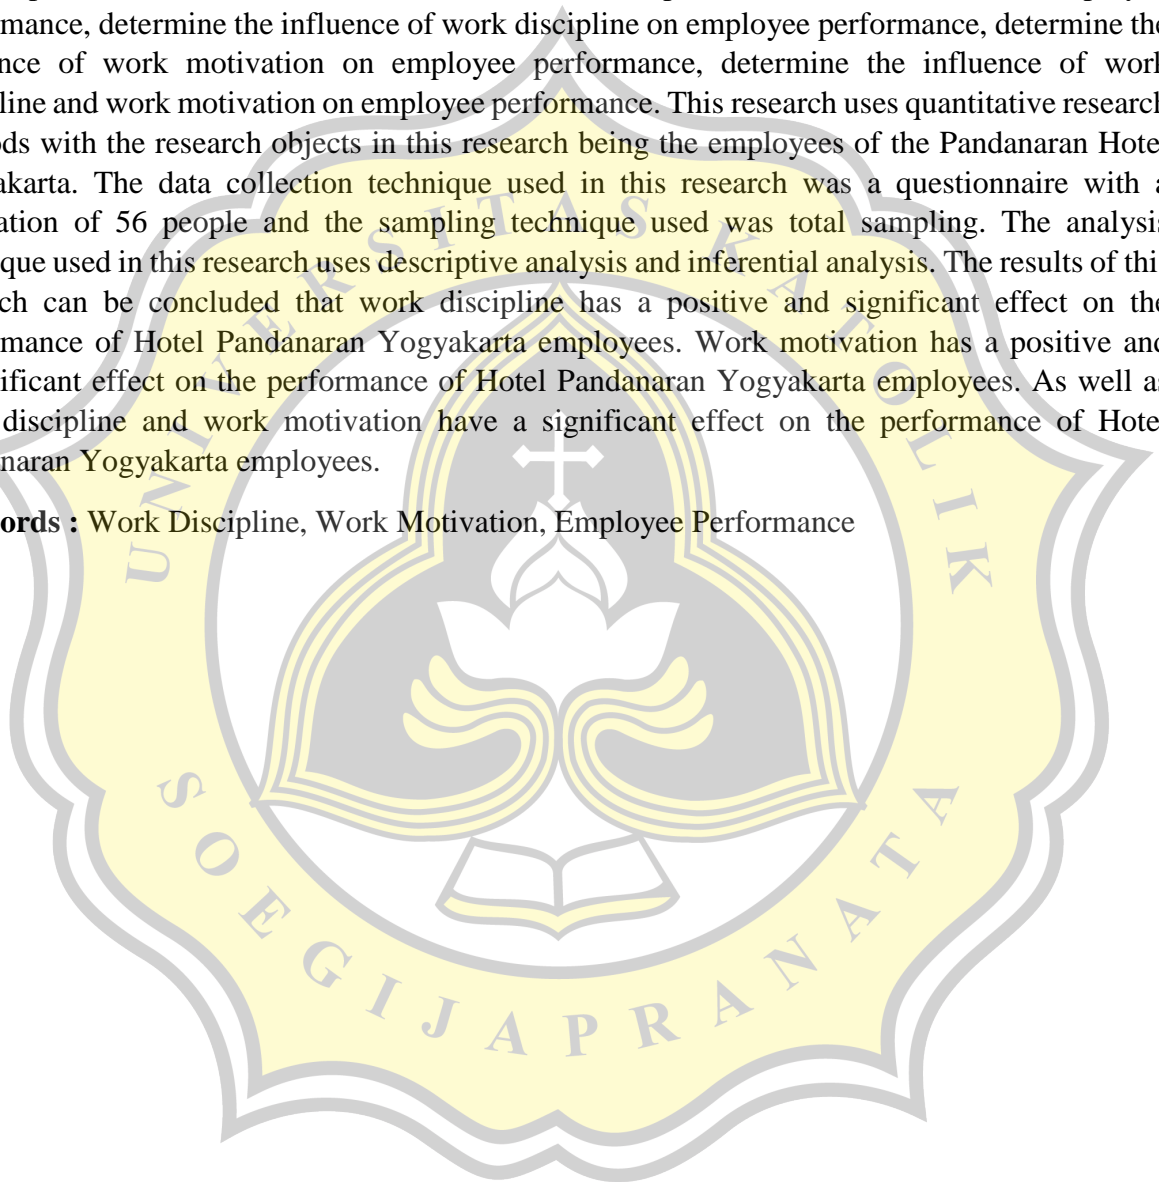 mance, determine the influence of work discipline on employee performance, determine the
nce of work motivation on employee performance, determine the influence of work
line and work motivation on employee performance. This research uses quantitative research
ods with the research objects in this research being the employees of the Pandanaran Hote
akarta. The data collection technique used in this research was a questionnaire with a
ation of 56 people and the sampling technique used was total sampling. The analysis
que used in this research uses descriptive analysis and inferential analysis. The results of thi
ch can be concluded that work discipline has a positive and significant effect on the
mance of Hotel Pandanaran Yogyakarta employees. Work motivation has a positive and
ificant effect on the performance of Hotel Pandanaran Yogyakarta employees. As well as
discipline and work motivation have a significant effect on the performance of Hote
naran Yogyakarta employees.
ords : Work Discipline, Work Motivation, Employee Performance
UNIVERSITAS KATOLIK
SOEGIJAPRANATA